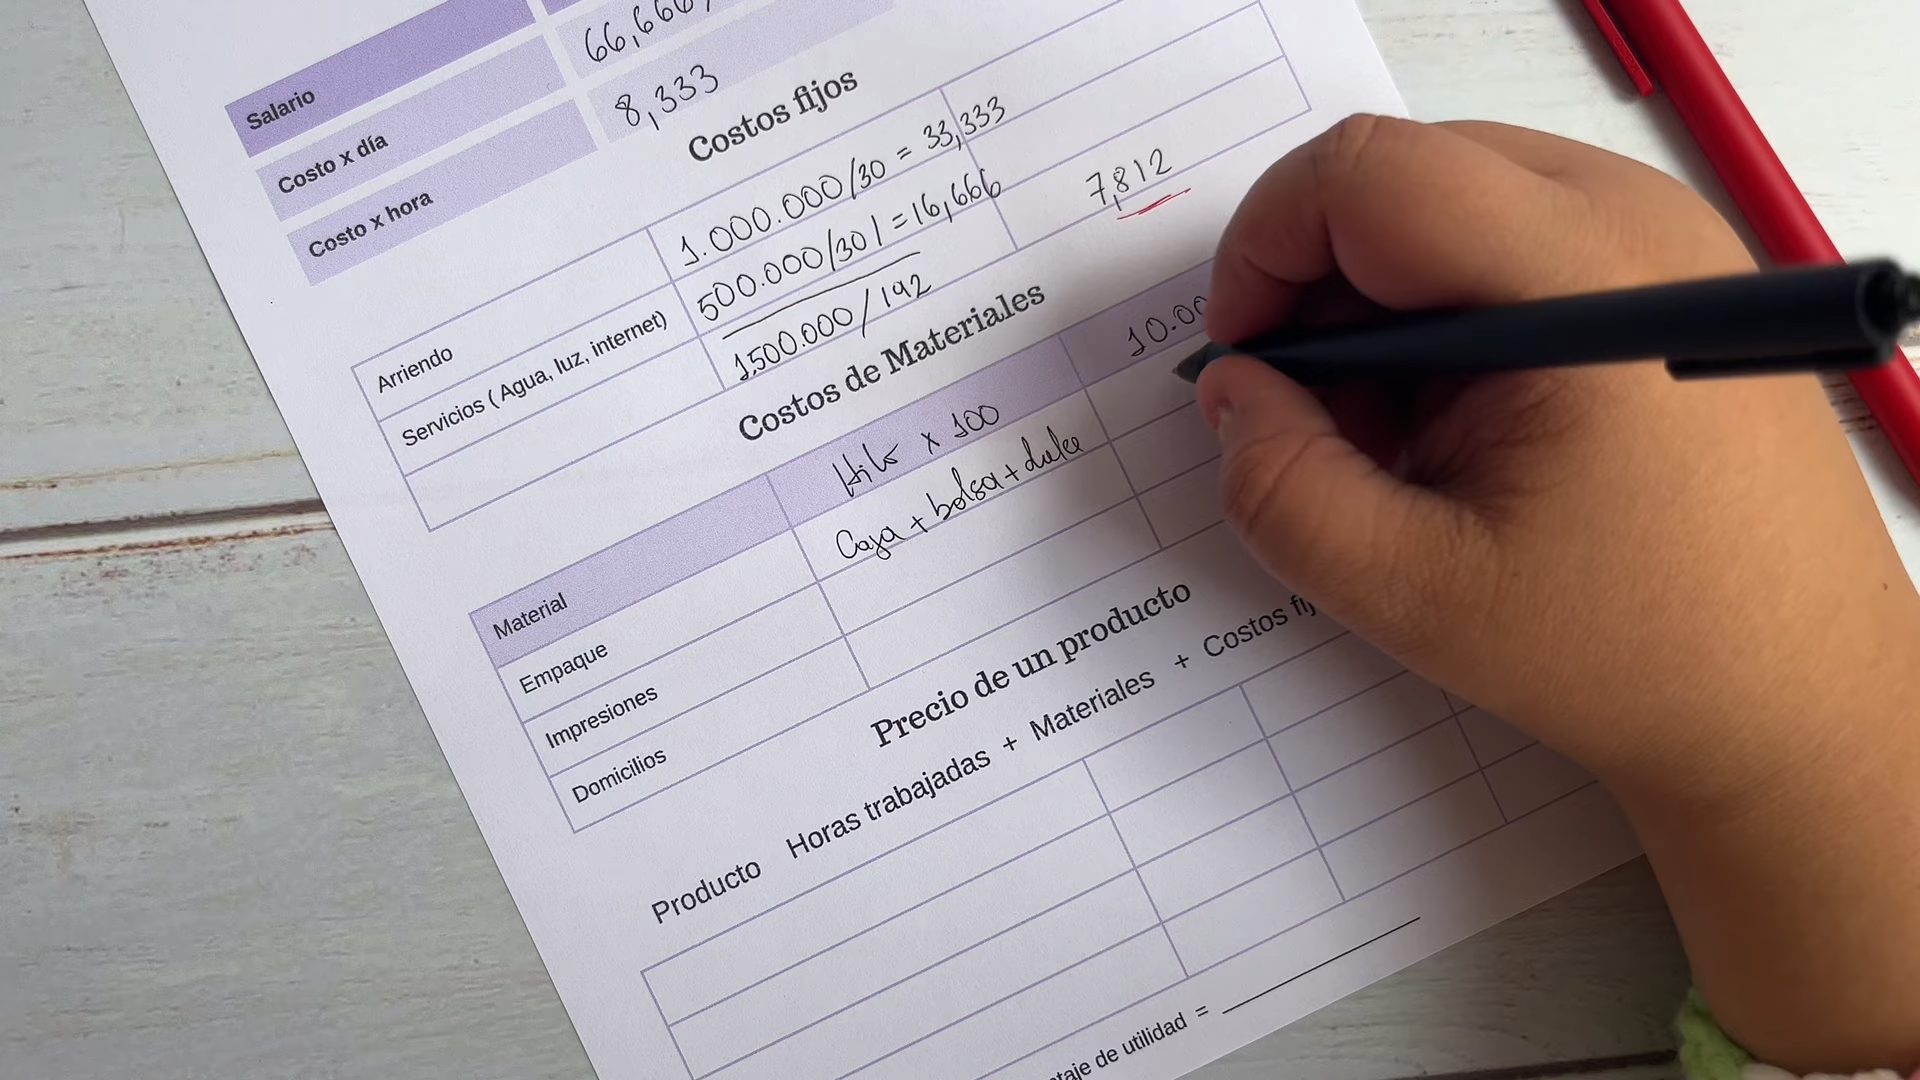 Salario
Costo x día 66,666,
Costo x hora 8,333
Costos fijos
Arriendo 1.000.000/30 = 33,333
Servicios ( Agua, luz, internet) 500.000/30 | = 16,666 7,812
1,500.000 / 192
Costos de Materiales
Material Hilo x 100 10.00
Empaque Caja + bolsa + dulce
Impresiones
Domicilios
Precio de un producto
Producto Horas trabajadas + Materiales + Costos fij
taje de utilidad =